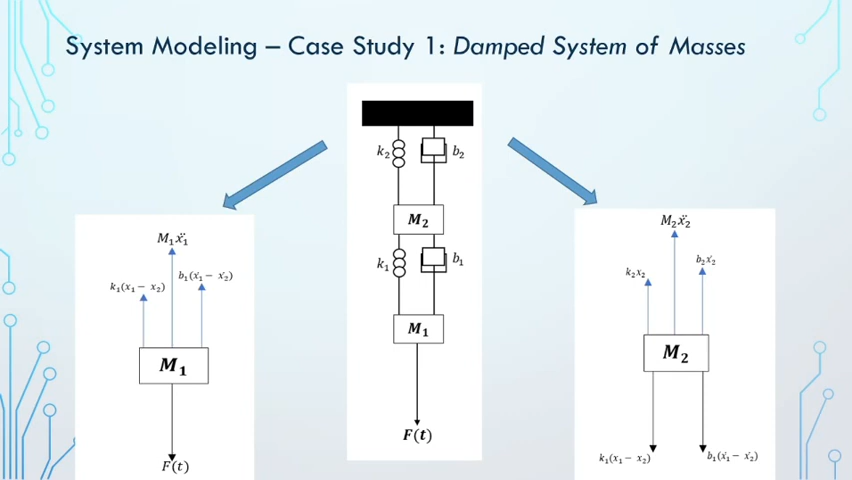 System Modeling – Case Study 1: Damped System of Masses
k₂ b₂
M₂
k₁ b₁
M₁
F(t)
M₁ẍ₁
k₁(x₁ − x₂) b₁(ẋ₁ − ẋ₂)
M₁
F(t)
M₂ẍ₂
k₂x₂ b₂ẋ₂
M₂
k₁(x₁ − x₂) b₁(ẋ₁ − ẋ₂)